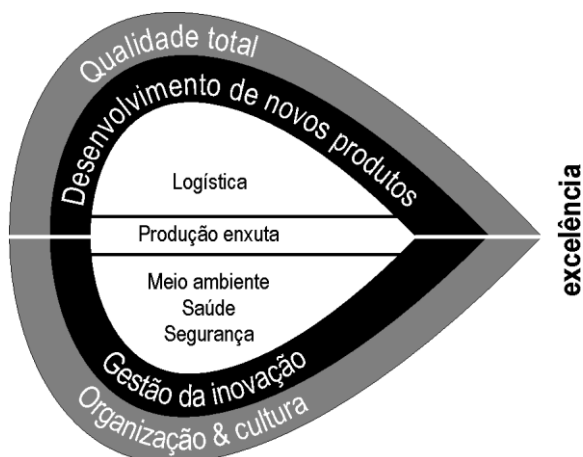 Qualidade total
Desenvolvimento de novos produtos
Logística
Produção enxuta
Meio ambiente
Saúde
Segurança
Gestão da inovação
Organização & cultura
excelência